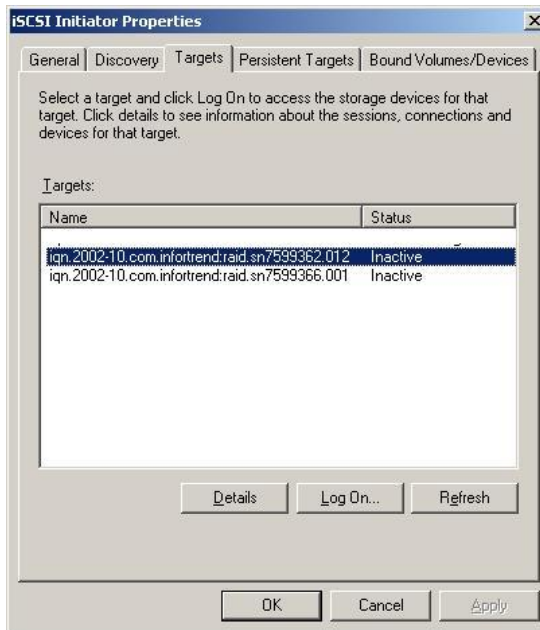 iSCSI Initiator Properties
General Discovery Targets Persistent Targets Bound Volumes/Devices
Select a target and click Log On to access the storage devices for that
target. Click details to see information about the sessions, connections and
devices for that target.
Targets:
Name Status
iqn.2002-10.com.infortrend:raid.sn7599362.012 Inactive
iqn.2002-10.com.infortrend:raid.sn7599366.001 Inactive
Details Log On... Refresh
OK Cancel Apply